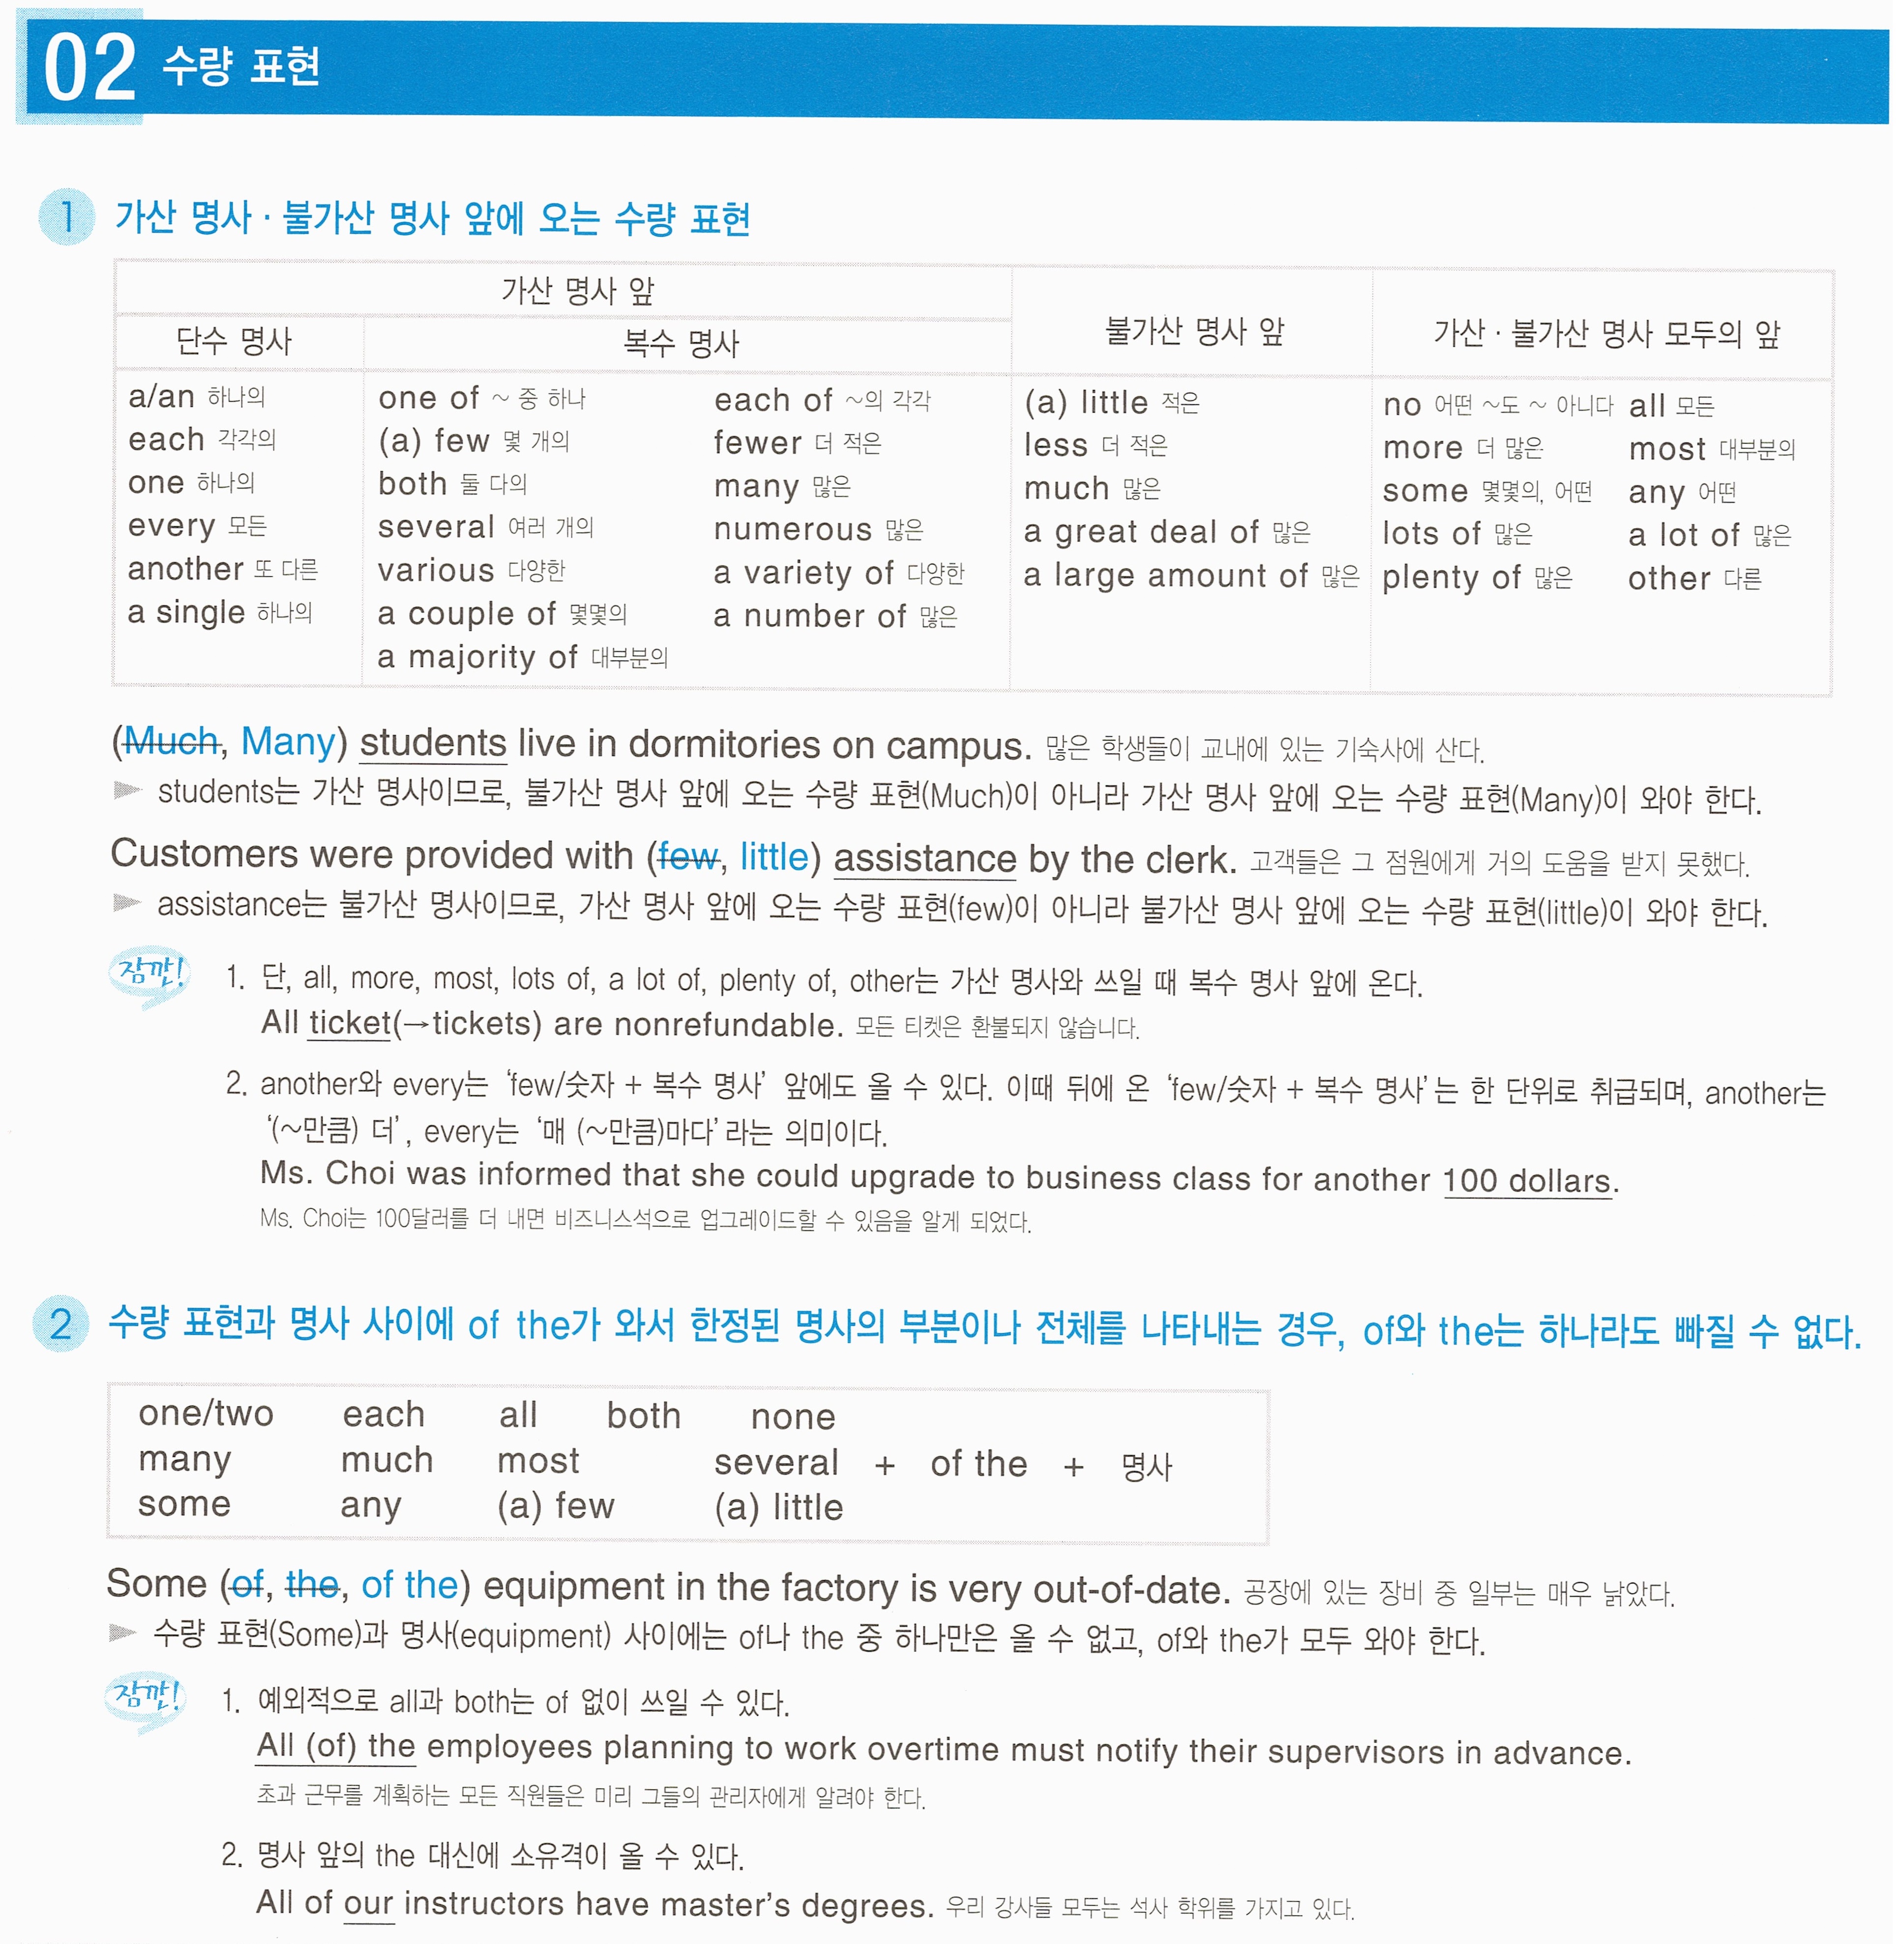 02 수량 표현
1 가산 명사 · 불가산 명사 앞에 오는 수량 표현
가산 명사 앞
불가산 명사 앞 가산 · 불가산 명사 모두의 앞
단수 명사 복수 명사
a/an 하나의 one of ~ 중 하나 each of ~의 각각 (a) little 적은 no 어떤 ~도 ~ 아니다 all 모든
each 각각의 (a) few 몇 개의 fewer 더 적은 less 더 적은 more 더 많은 most 대부분의
one 하나의 both 둘 다의 many 많은 much 많은 some 몇몇의, 어떤 any 어떤
every 모든 several 여러 개의 numerous 많은 a great deal of 많은 lots of 많은 a lot of 많은
another 또 다른 various 다양한 a variety of 다양한 a large amount of 많은 plenty of 많은 other 다른
a single 하나의 a couple of 몇몇의 a number of 많은
a majority of 대부분의
(Much, Many) students live in dormitories on campus. 많은 학생들이 교내에 있는 기숙사에 산다.
► students는 가산 명사이므로, 불가산 명사 앞에 오는 수량 표현(Much)이 아니라 가산 명사 앞에 오는 수량 표현(Many)이 와야 한다.
Customers were provided with (few, little) assistance by the clerk. 고객들은 그 점원에게 거의 도움을 받지 못했다.
► assistance는 불가산 명사이므로, 가산 명사 앞에 오는 수량 표현(few)이 아니라 불가산 명사 앞에 오는 수량 표현(little)이 와야 한다.
잠깐! 1. 단, all, more, most, lots of, a lot of, plenty of, other는 가산 명사와 쓰일 때 복수 명사 앞에 온다.
All ticket(→tickets) are nonrefundable. 모든 티켓은 환불되지 않습니다.
2. another와 every는 ‘few/숫자 + 복수 명사’ 앞에도 올 수 있다. 이때 뒤에 온 ‘few/숫자 + 복수 명사’는 한 단위로 취급되며, another는
‘(~만큼) 더’, every는 ‘매 (~만큼)마다’라는 의미이다.
Ms. Choi was informed that she could upgrade to business class for another 100 dollars.
Ms. Choi는 100달러를 더 내면 비즈니스석으로 업그레이드할 수 있음을 알게 되었다.
2 수량 표현과 명사 사이에 of the가 와서 한정된 명사의 부분이나 전체를 나타내는 경우, of와 the는 하나라도 빠질 수 없다.
one/two each all both none
many much most several + of the + 명사
some any (a) few (a) little
Some (of, the, of the) equipment in the factory is very out-of-date. 공장에 있는 장비 중 일부는 매우 낡았다.
► 수량 표현(Some)과 명사(equipment) 사이에는 of나 the 중 하나만은 올 수 없고, of와 the가 모두 와야 한다.
잠깐! 1. 예외적으로 all과 both는 of 없이 쓰일 수 있다.
All (of) the employees planning to work overtime must notify their supervisors in advance.
초과 근무를 계획하는 모든 직원들은 미리 그들의 관리자에게 알려야 한다.
2. 명사 앞의 the 대신에 소유격이 올 수 있다.
All of our instructors have master’s degrees. 우리 강사들 모두는 석사 학위를 가지고 있다.